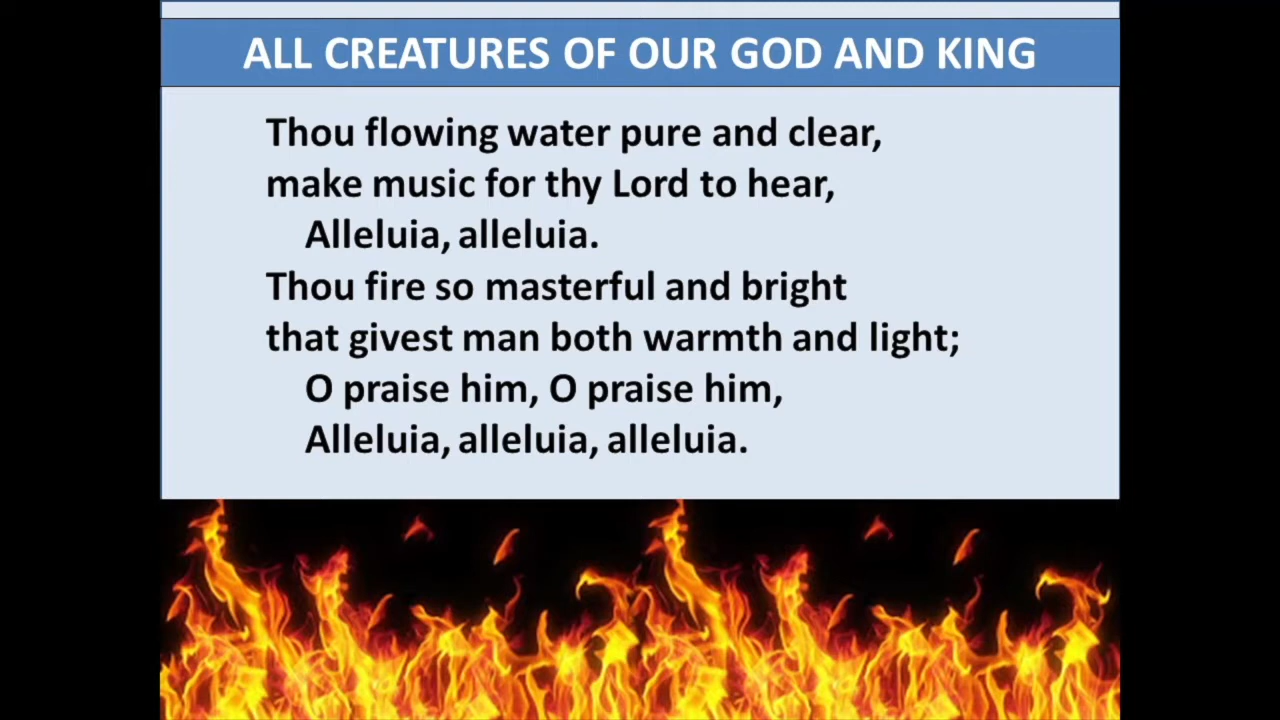 ALL CREATURES OF OUR GOD AND KING
Thou flowing water pure and clear,
make music for thy Lord to hear,
Alleluia, alleluia.
Thou fire so masterful and bright
that givest man both warmth and light;
O praise him, O praise him,
Alleluia, alleluia, alleluia.